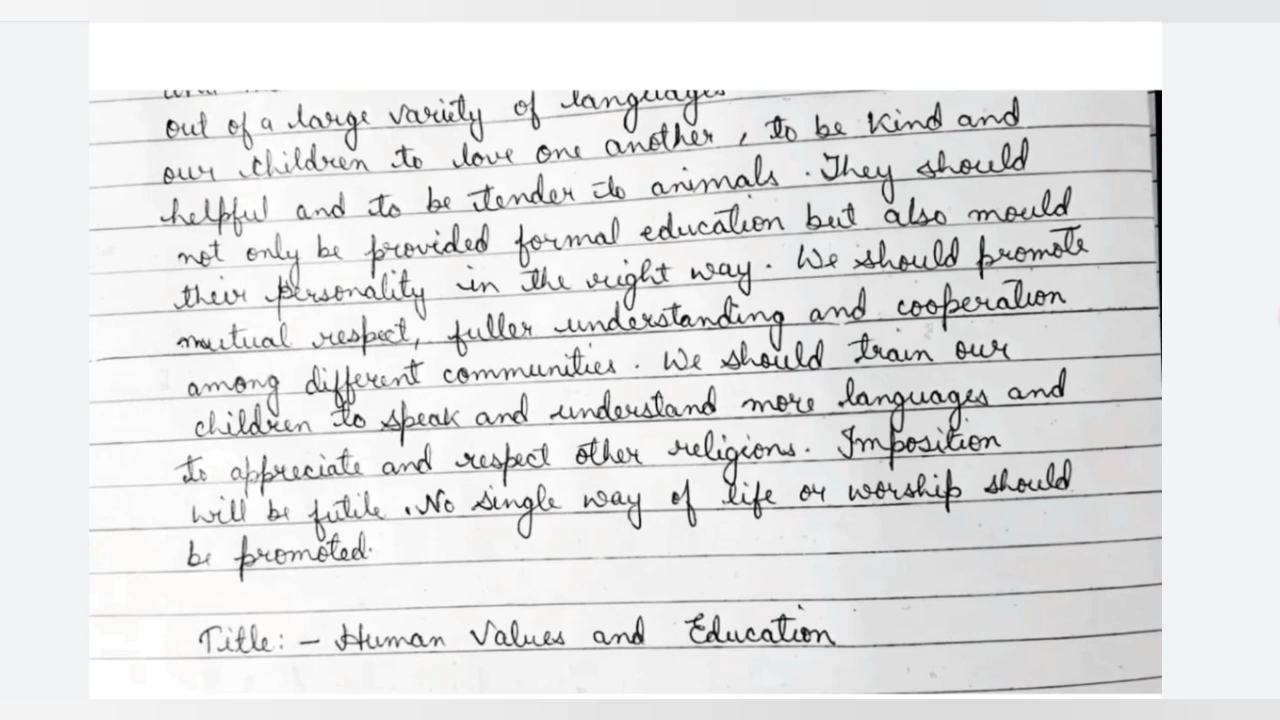 out of a large variety of languages
our children to love one another, to be kind and
helpful and to be tender to animals. They should
not only be provided formal education but also mould
their personality in the right way. We should promote
mutual respect, fuller understanding and cooperation
among different communities. We should train our
children to speak and understand more languages and
to appreciate and respect other religions. Imposition
will be futile. No single way of life or worship should
be promoted.
Title: - Human Values and Education